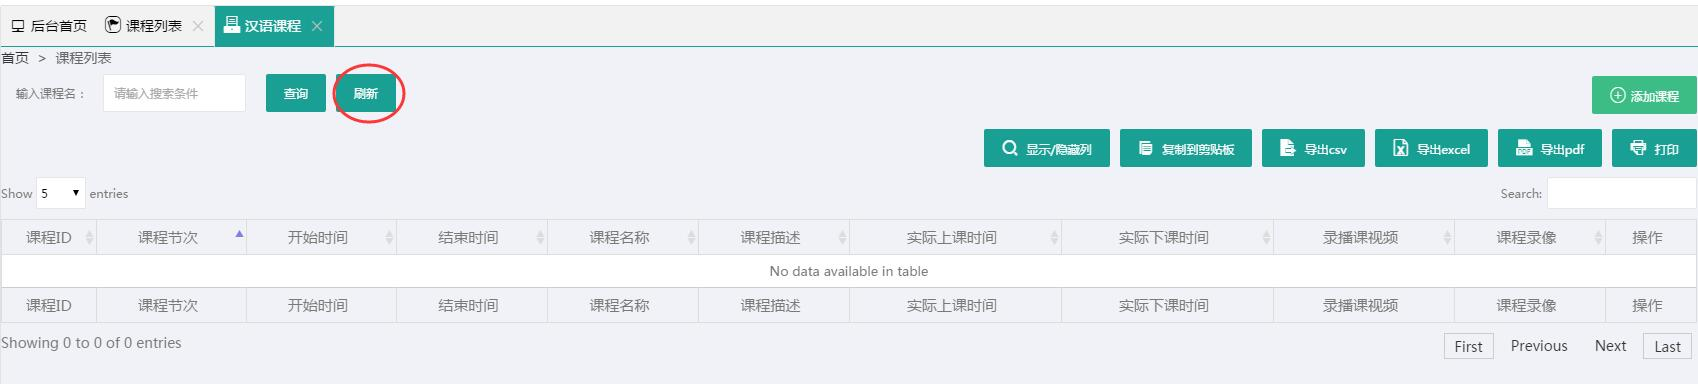 后台首页 课程列表 汉语课程
首页 > 课程列表
输入课程名： 请输入搜索条件 查询 刷新 添加课程
显示/隐藏列 复制到剪贴板 导出csv 导出excel 导出pdf 打印
Show 5 entries Search:
课程ID 课程节次 开始时间 结束时间 课程名称 课程描述 实际上课时间 实际下课时间 录播课视频 课程录像 操作
No data available in table
课程ID 课程节次 开始时间 结束时间 课程名称 课程描述 实际上课时间 实际下课时间 录播课视频 课程录像 操作
Showing 0 to 0 of 0 entries First Previous Next Last